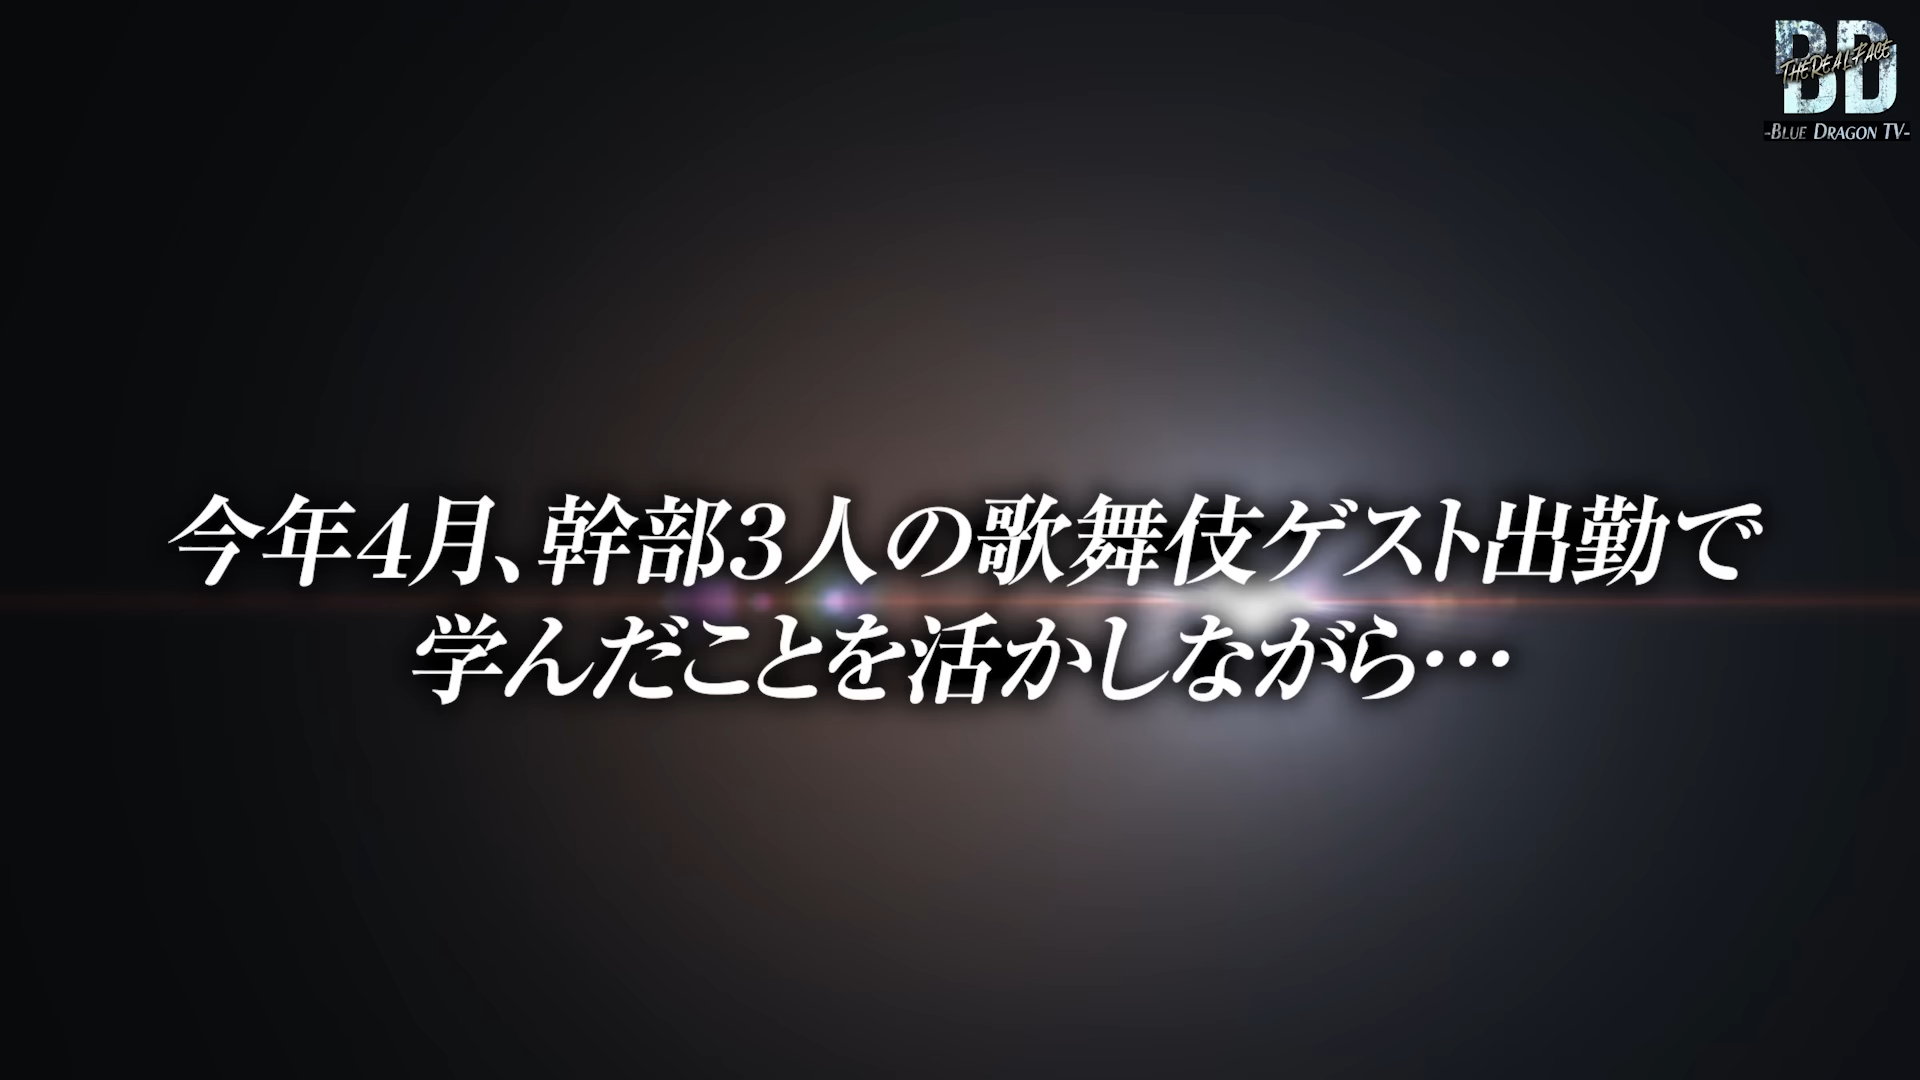 BD
THE REAL FACE
-BLUE DRAGON TV-
今年4月、幹部3人の歌舞伎ゲスト出勤で
学んだことを活かしながら…